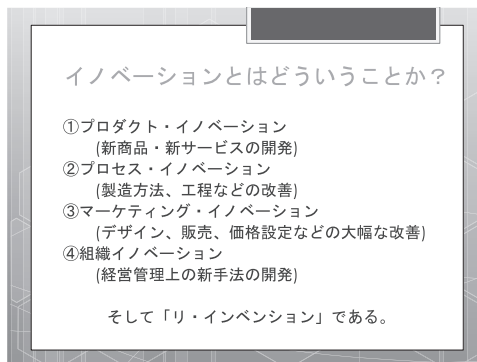 イノベーションとはどういうことか？
①プロダクト・イノベーション
(新商品・新サービスの開発)
②プロセス・イノベーション
(製造方法、工程などの改善)
③マーケティング・イノベーション
(デザイン、販売、価格設定などの大幅な改善)
④組織イノベーション
(経営管理上の新手法の開発)
そして「リ・インベンション」である。